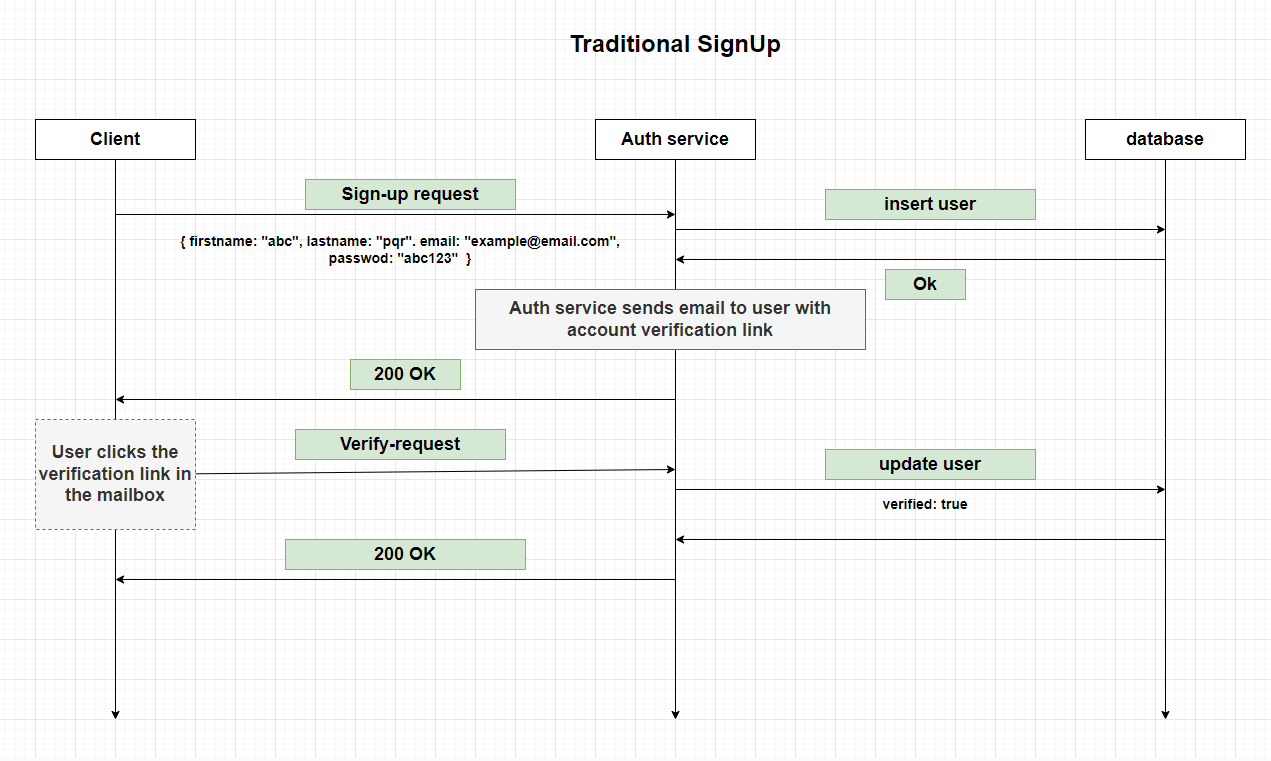 Traditional SignUp
Client
Auth service
database
Sign-up request
insert user
{ firstname: "abc", lastname: "pqr". email: "example@email.com",
passwod: "abc123"  }
Ok
Auth service sends email to user with
account verification link
200 OK
User clicks the
verification link in
the mailbox
Verify-request
update user
verified: true
200 OK